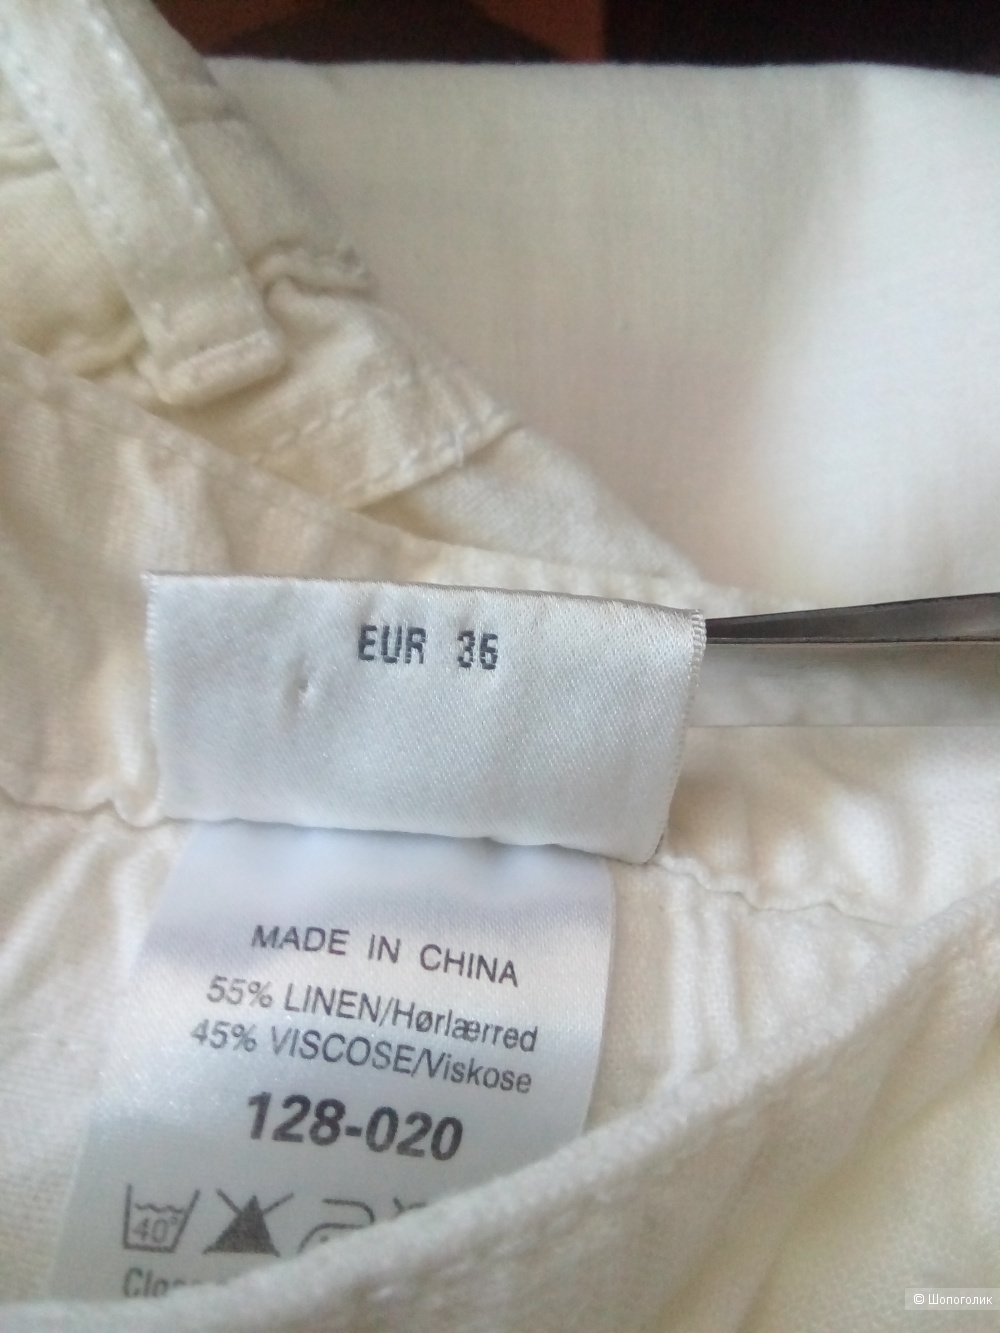 EUR 36
MADE IN CHINA
55% LINEN/Hørlærred
45% VISCOSE/Viskose
128-020
40°
© Шопоголик